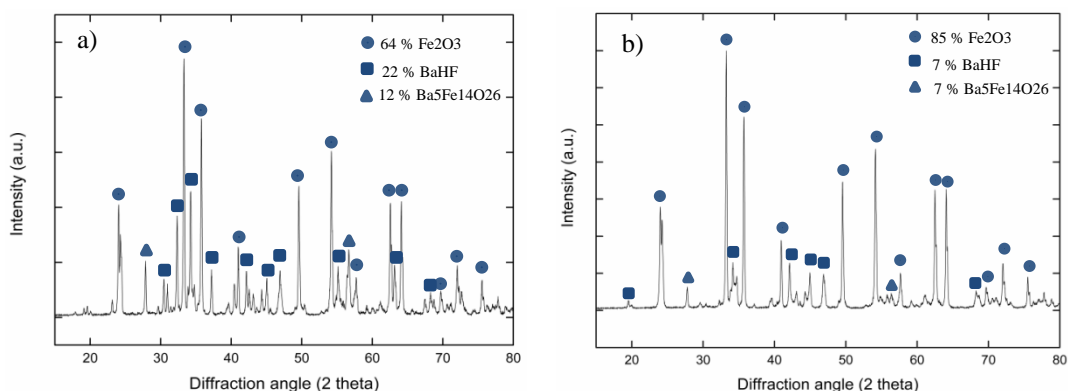 a)
64 % Fe2O3
22 % BaHF
12 % Ba5Fe14O26
Intensity (a.u.)
20 30 40 50 60 70 80
Diffraction angle (2 theta)
b)
85 % Fe2O3
7 % BaHF
7 % Ba5Fe14O26
Intensity (a.u.)
20 30 40 50 60 70 80
Diffraction angle (2 theta)